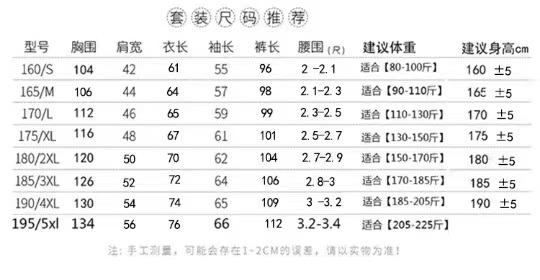 套装尺码推荐
型号 胸围 肩宽 衣长 袖长 裤长 腰围(尺) 建议体重 建议身高cm
160/S 104 42 61 55 96 2 -2.1 适合【80-100斤】 160 ±5
165/M 106 44 64 57 98 2.1-2.3 适合【90-110斤】 165 ±5
170/L 112 46 65 59 99 2.3-2.5 适合【110-130斤】 170 ±5
175/XL 116 48 67 61 101 2.5-2.7 适合【130-150斤】 175 ±5
180/2XL 120 50 70 62 104 2.7-2.9 适合【150-170斤】 180 ±5
185/3XL 126 52 72 64 106 2.8-3 适合【170-185斤】 185 ±5
190/4XL 130 54 74 65 109 3 -3.2 适合【185-205斤】 190 ±5
195/5xl 134 56 76 66 112 3.2-3.4 适合【205-225斤】
注: 手工测量，可能会存在1-2CM的误差，请以实物为准!